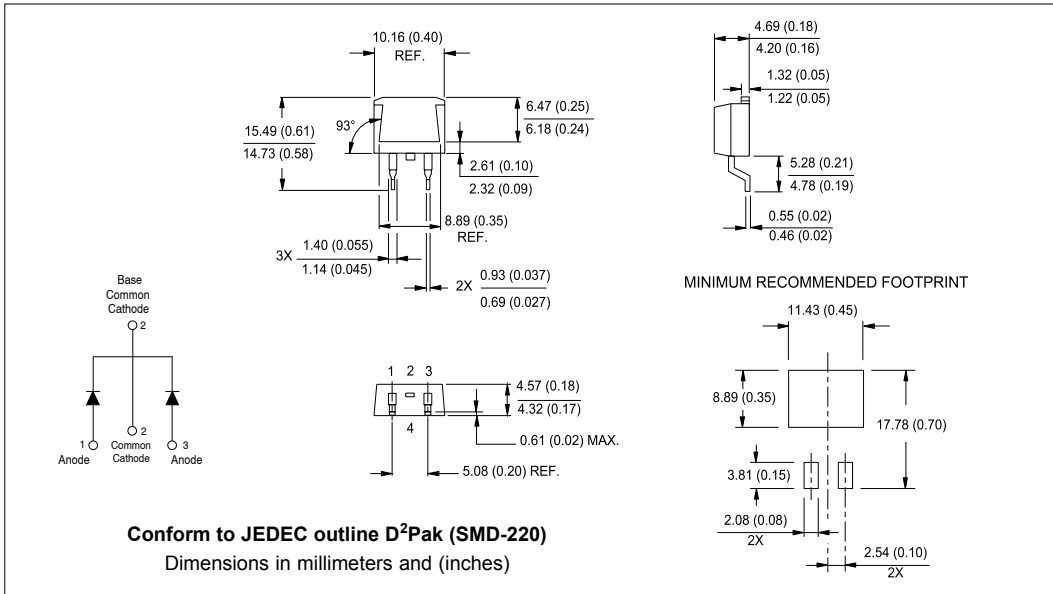 10.16 (0.40)
REF.
15.49 (0.61)
14.73 (0.58)
93°
6.47 (0.25)
6.18 (0.24)
2.61 (0.10)
2.32 (0.09)
8.89 (0.35)
REF.
3X
1.40 (0.055)
1.14 (0.045)
2X
0.93 (0.037)
0.69 (0.027)
4.69 (0.18)
4.20 (0.16)
1.32 (0.05)
1.22 (0.05)
5.28 (0.21)
4.78 (0.19)
0.55 (0.02)
0.46 (0.02)
Base
Common
Cathode
2
1
Anode
2
Common
Cathode
3
Anode
1 2 3
4
4.57 (0.18)
4.32 (0.17)
0.61 (0.02) MAX.
5.08 (0.20) REF.
MINIMUM RECOMMENDED FOOTPRINT
11.43 (0.45)
8.89 (0.35)
17.78 (0.70)
3.81 (0.15)
2.08 (0.08)
2X
2.54 (0.10)
2X
Conform to JEDEC outline D²Pak (SMD-220)
Dimensions in millimeters and (inches)